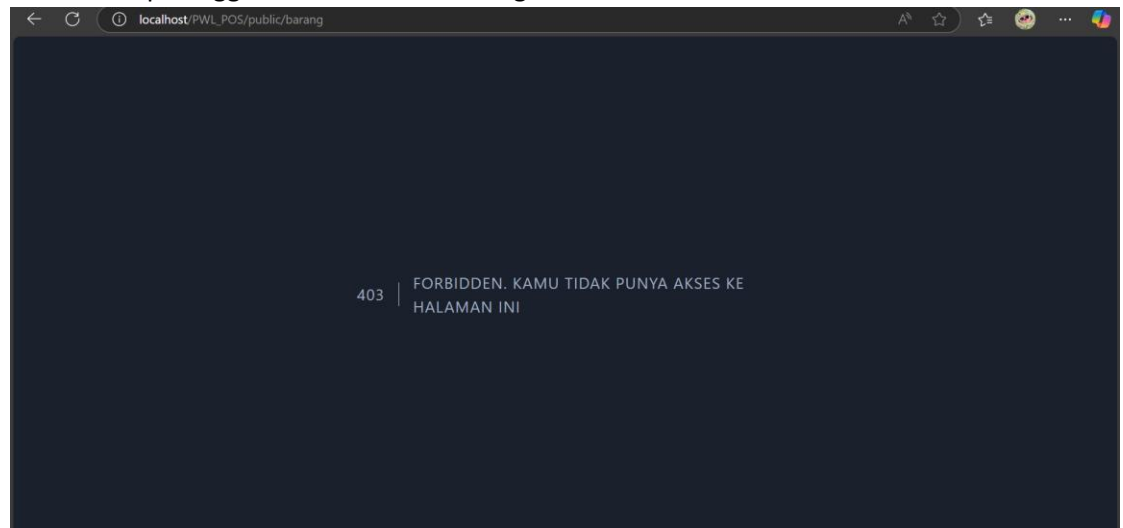 localhost/PWL_POS/public/barang
403
FORBIDDEN. KAMU TIDAK PUNYA AKSES KE
HALAMAN INI